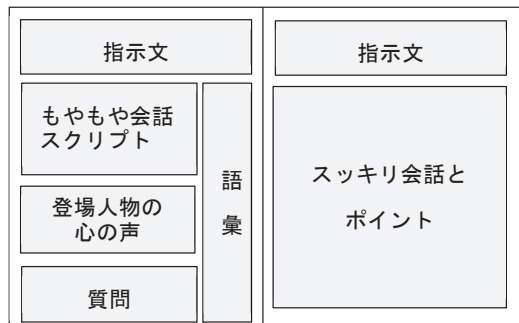 指示文
もやもや会話
スクリプト
登場人物の
心の声
質問
語
彙
指示文
スッキリ会話と
ポイント